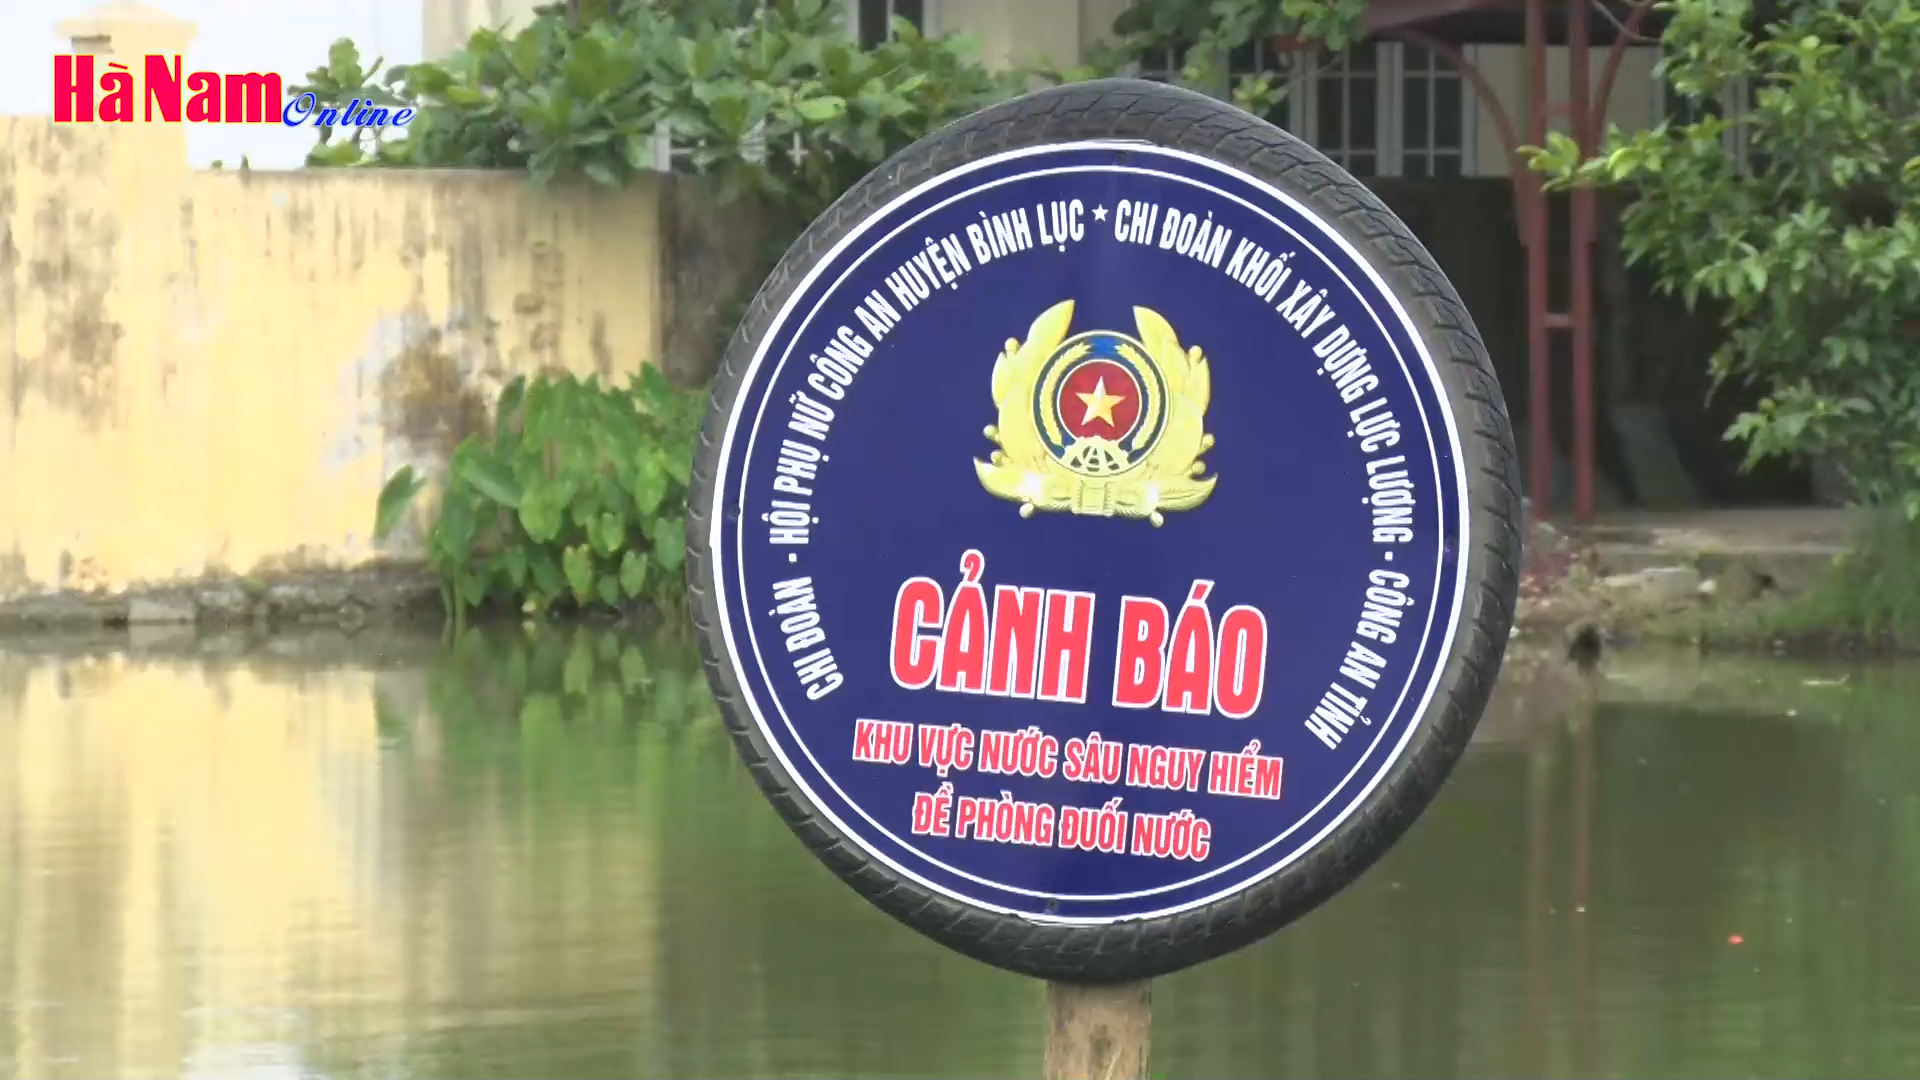 Hà Nam Online
CHI ĐOÀN - HỘI PHỤ NỮ CÔNG AN HUYỆN BÌNH LỤC ★ CHI ĐOÀN KHỐI XÂY DỰNG LỰC LƯỢNG - CÔNG AN TỈNH
CẢNH BÁO
KHU VỰC NƯỚC SÂU NGUY HIỂM
ĐỀ PHÒNG ĐUỐI NƯỚC